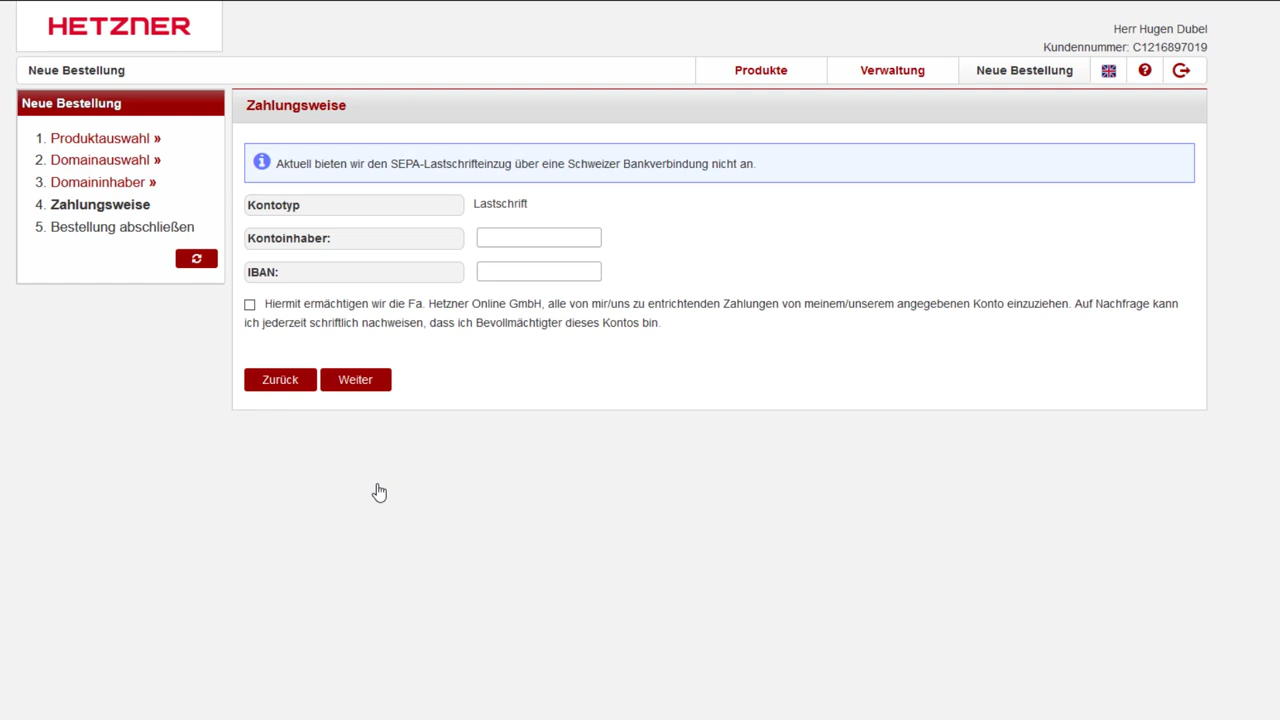 HETZNER
Herr Hugen Dubel
Kundennummer: C1216897019
Neue Bestellung
Produkte
Verwaltung
Neue Bestellung
Neue Bestellung
1. Produktauswahl »
2. Domainauswahl »
3. Domaininhaber »
4. Zahlungsweise
5. Bestellung abschließen
Zahlungsweise
Aktuell bieten wir den SEPA-Lastschrifteinzug über eine Schweizer Bankverbindung nicht an.
Kontotyp Lastschrift
Kontoinhaber:
IBAN:
Hiermit ermächtigen wir die Fa. Hetzner Online GmbH, alle von mir/uns zu entrichtenden Zahlungen von meinem/unserem angegebenen Konto einzuziehen. Auf Nachfrage kann
ich jederzeit schriftlich nachweisen, dass ich Bevollmächtigter dieses Kontos bin.
Zurück Weiter